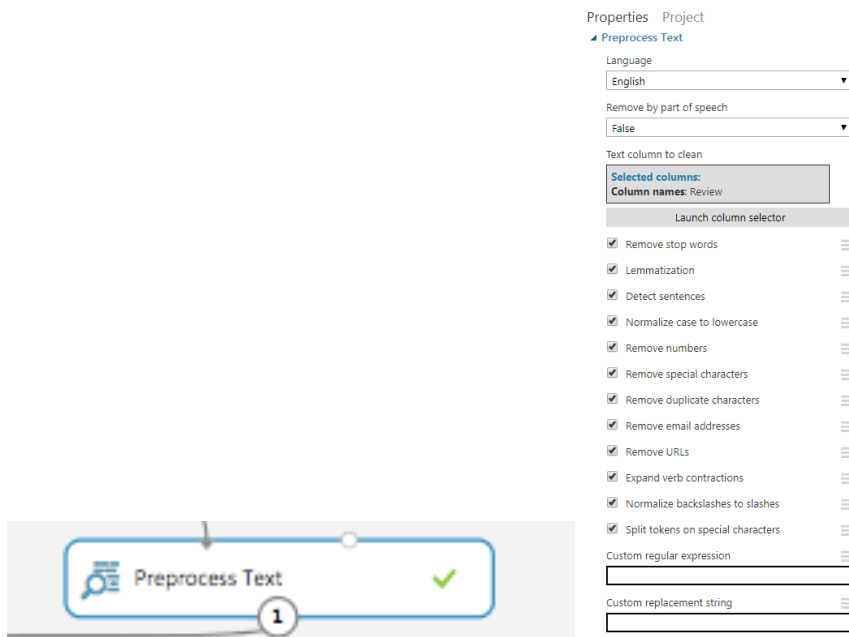 Properties Project
Preprocess Text
Language
English
Remove by part of speech
False
Text column to clean
Selected columns:
Column names: Review
Launch column selector
Remove stop words
Lemmatization
Detect sentences
Normalize case to lowercase
Remove numbers
Remove special characters
Remove duplicate characters
Remove email addresses
Remove URLs
Expand verb contractions
Normalize backslashes to slashes
Split tokens on special characters
Custom regular expression
Custom replacement string
Preprocess Text
1